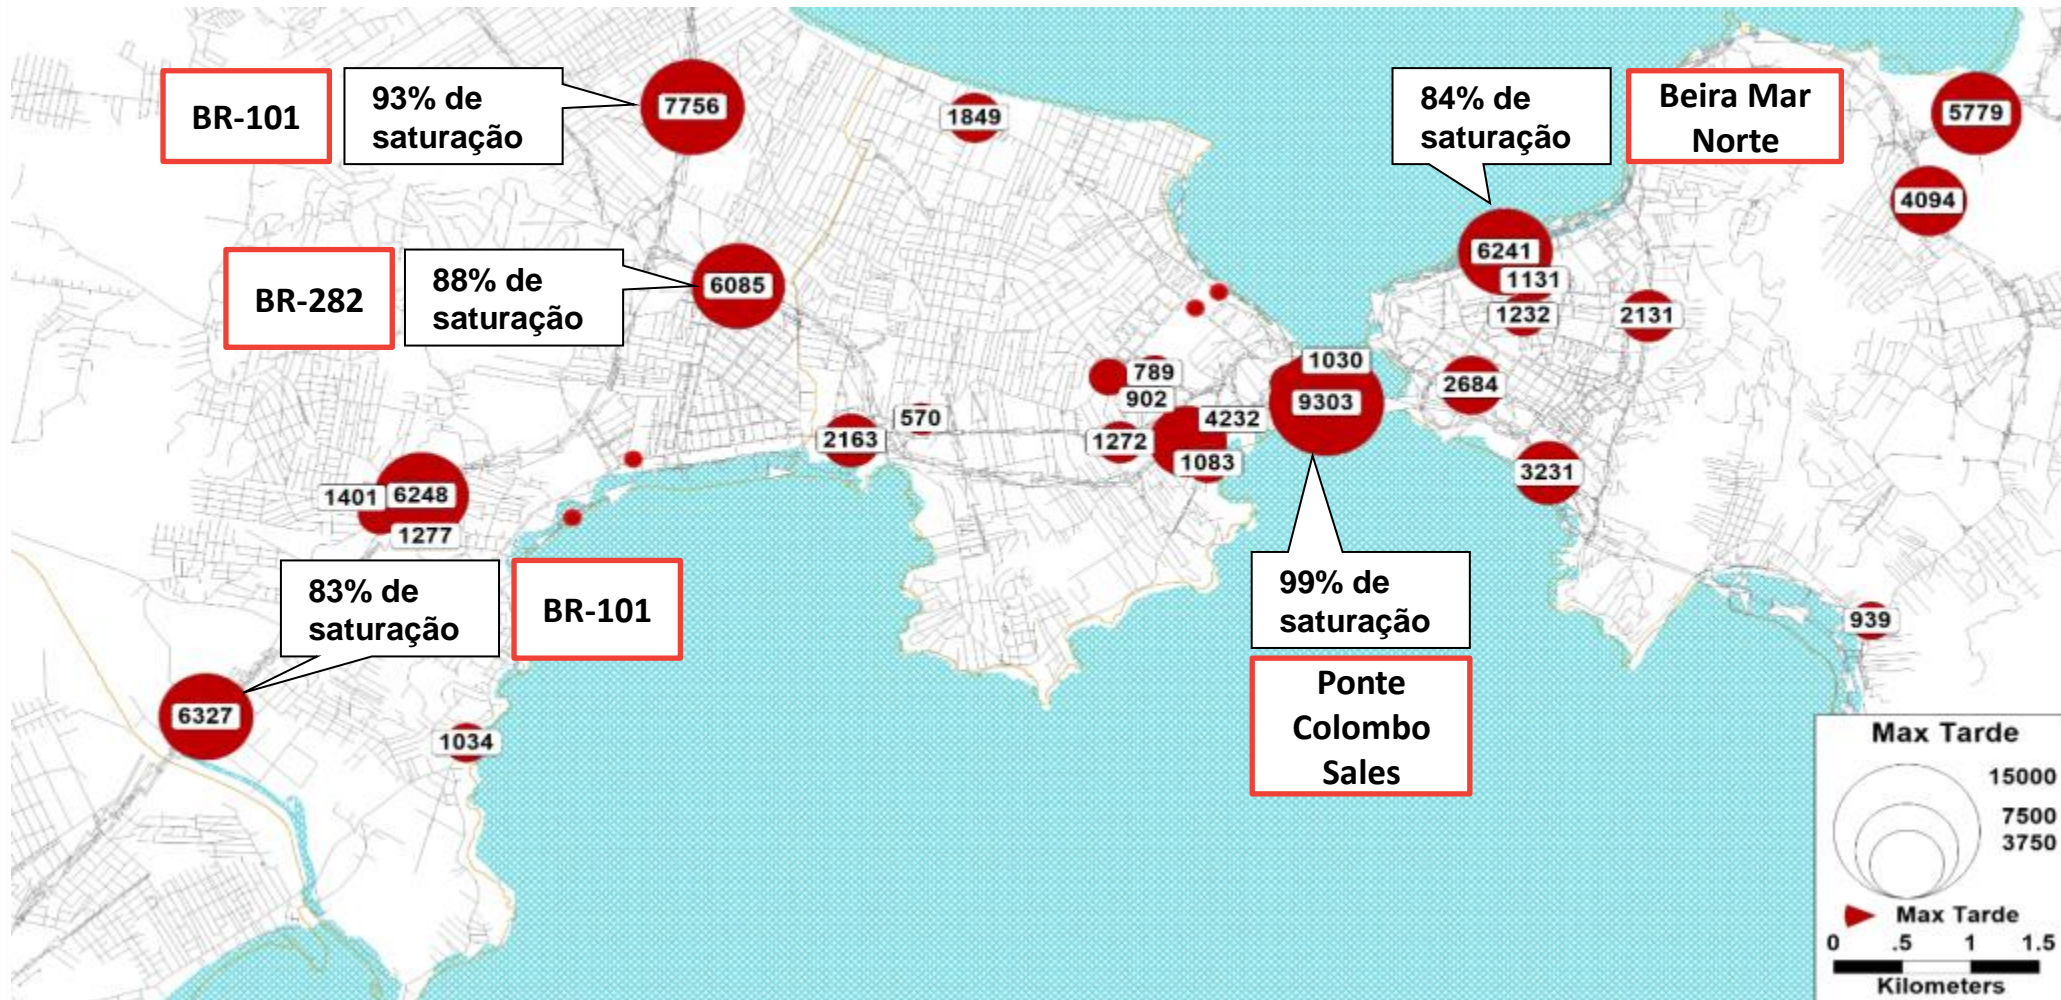 BR-101
93% de
saturação
7756
1849
84% de
saturação
Beira Mar
Norte
5779
4094
BR-282
88% de
saturação
6085
6241
1131
1232
2131
1030
9303
789
902
2684
4232
570
2163
1272
1083
3231
1401
6248
1277
83% de
saturação
BR-101
99% de
saturação
939
6327
1034
Ponte
Colombo
Sales
Max Tarde
15000
7500
3750
Max Tarde
0 .5 1 1.5
Kilometers